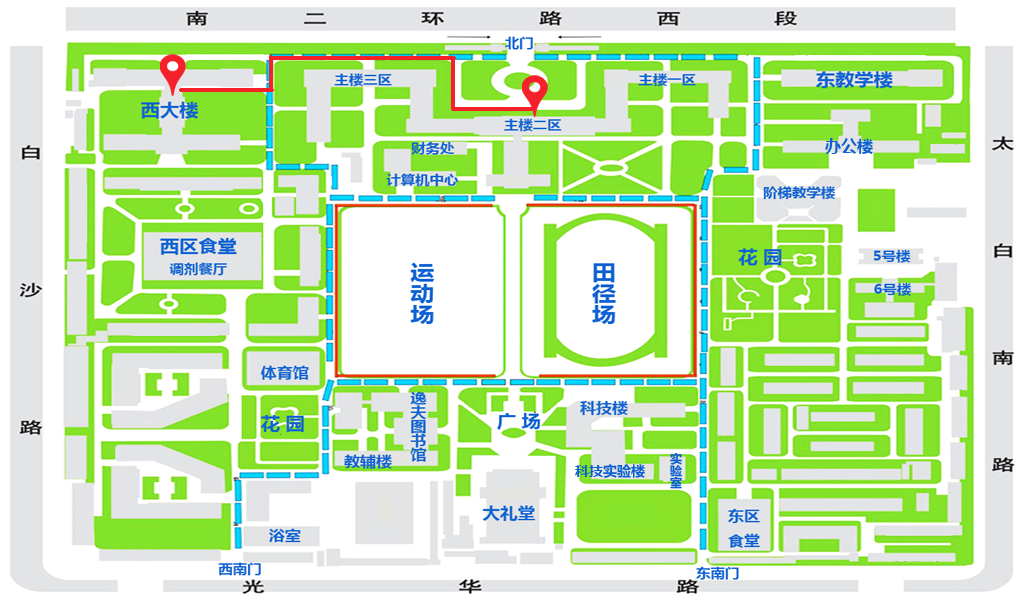 南二环路西段
北门
主楼三区
主楼一区
东教学楼
西大楼
主楼二区
办公楼
财务处
计算机中心
白沙路
太白南路
阶梯教学楼
西区食堂
调剂餐厅
运动场
田径场
花园
5号楼
6号楼
体育馆
花园
逸夫图书馆
广场
科技楼
教辅楼
科技实验楼
实验室
大礼堂
东区
食堂
浴室
西南门
东南门
光华路